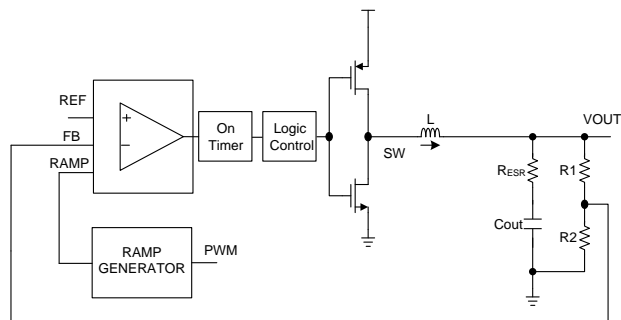 REF
+
FB
−
RAMP
On
Timer
Logic
Control
L
SW
VOUT
RESR
R1
Cout
R2
RAMP
GENERATOR
PWM